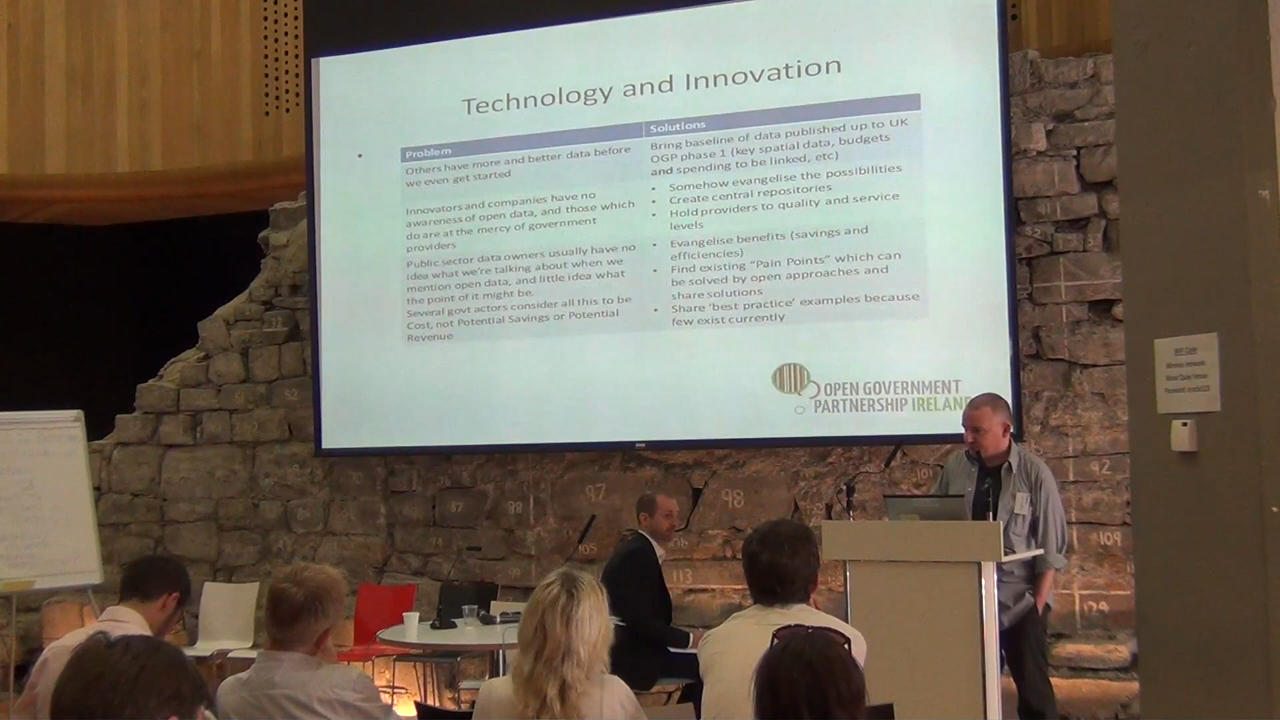 Technology and Innovation
Problem
Solutions
Others have more and better data before
we even get started
Bring baseline of data published up to UK
OGP phase 1 (key spatial data, budgets
and spending to be linked, etc)
Innovators and companies have no
awareness of open data, and those which
do are at the mercy of government
providers
• Somehow evangelise the possibilities
• Create central repositories
• Hold providers to quality and service
levels
Public sector data owners usually have no
idea what we're talking about when we
mention open data, and little idea what
the point of it might be.
Several govt actors consider all this to be
Cost, not Potential Savings or Potential
Revenue
• Evangelise benefits (savings and
efficiencies)
• Find existing "Pain Points" which can
be solved by open approaches and
share solutions
• Share 'best practice' examples because
few exist currently
OPEN GOVERNMENT
PARTNERSHIP IRELAN
97
98
87
88
92
101
105
109
113
129